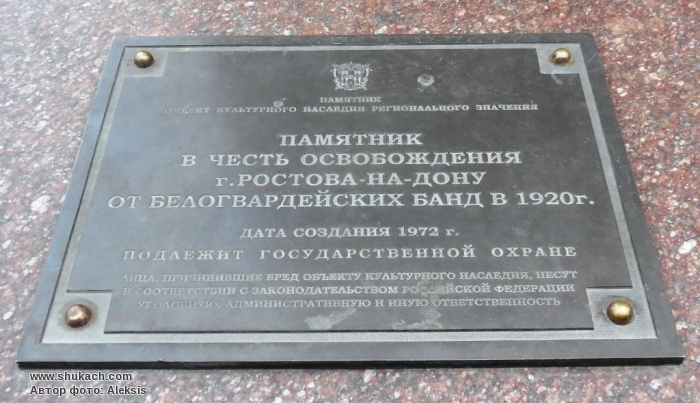 ПАМЯТНИК
ОБЪЕКТ КУЛЬТУРНОГО НАСЛЕДИЯ РЕГИОНАЛЬНОГО ЗНАЧЕНИЯ
ПАМЯТНИК
В ЧЕСТЬ ОСВОБОЖДЕНИЯ
г.РОСТОВА-НА-ДОНУ
ОТ БЕЛОГВАРДЕЙСКИХ БАНД В 1920г.
ДАТА СОЗДАНИЯ 1972 г.
ПОДЛЕЖИТ ГОСУДАРСТВЕННОЙ ОХРАНЕ
ЛИЦА, ПРИЧИНИВШИЕ ВРЕД ОБЪЕКТУ КУЛЬТУРНОГО НАСЛЕДИЯ, НЕСУТ
В СООТВЕТСТВИИ С ЗАКОНОДАТЕЛЬСТВОМ РОССИЙСКОЙ ФЕДЕРАЦИИ
УГОЛОВНУЮ, АДМИНИСТРАТИВНУЮ И ИНУЮ ОТВЕТСТВЕННОСТЬ
www.shukach.com
Автор фото: Aleksis